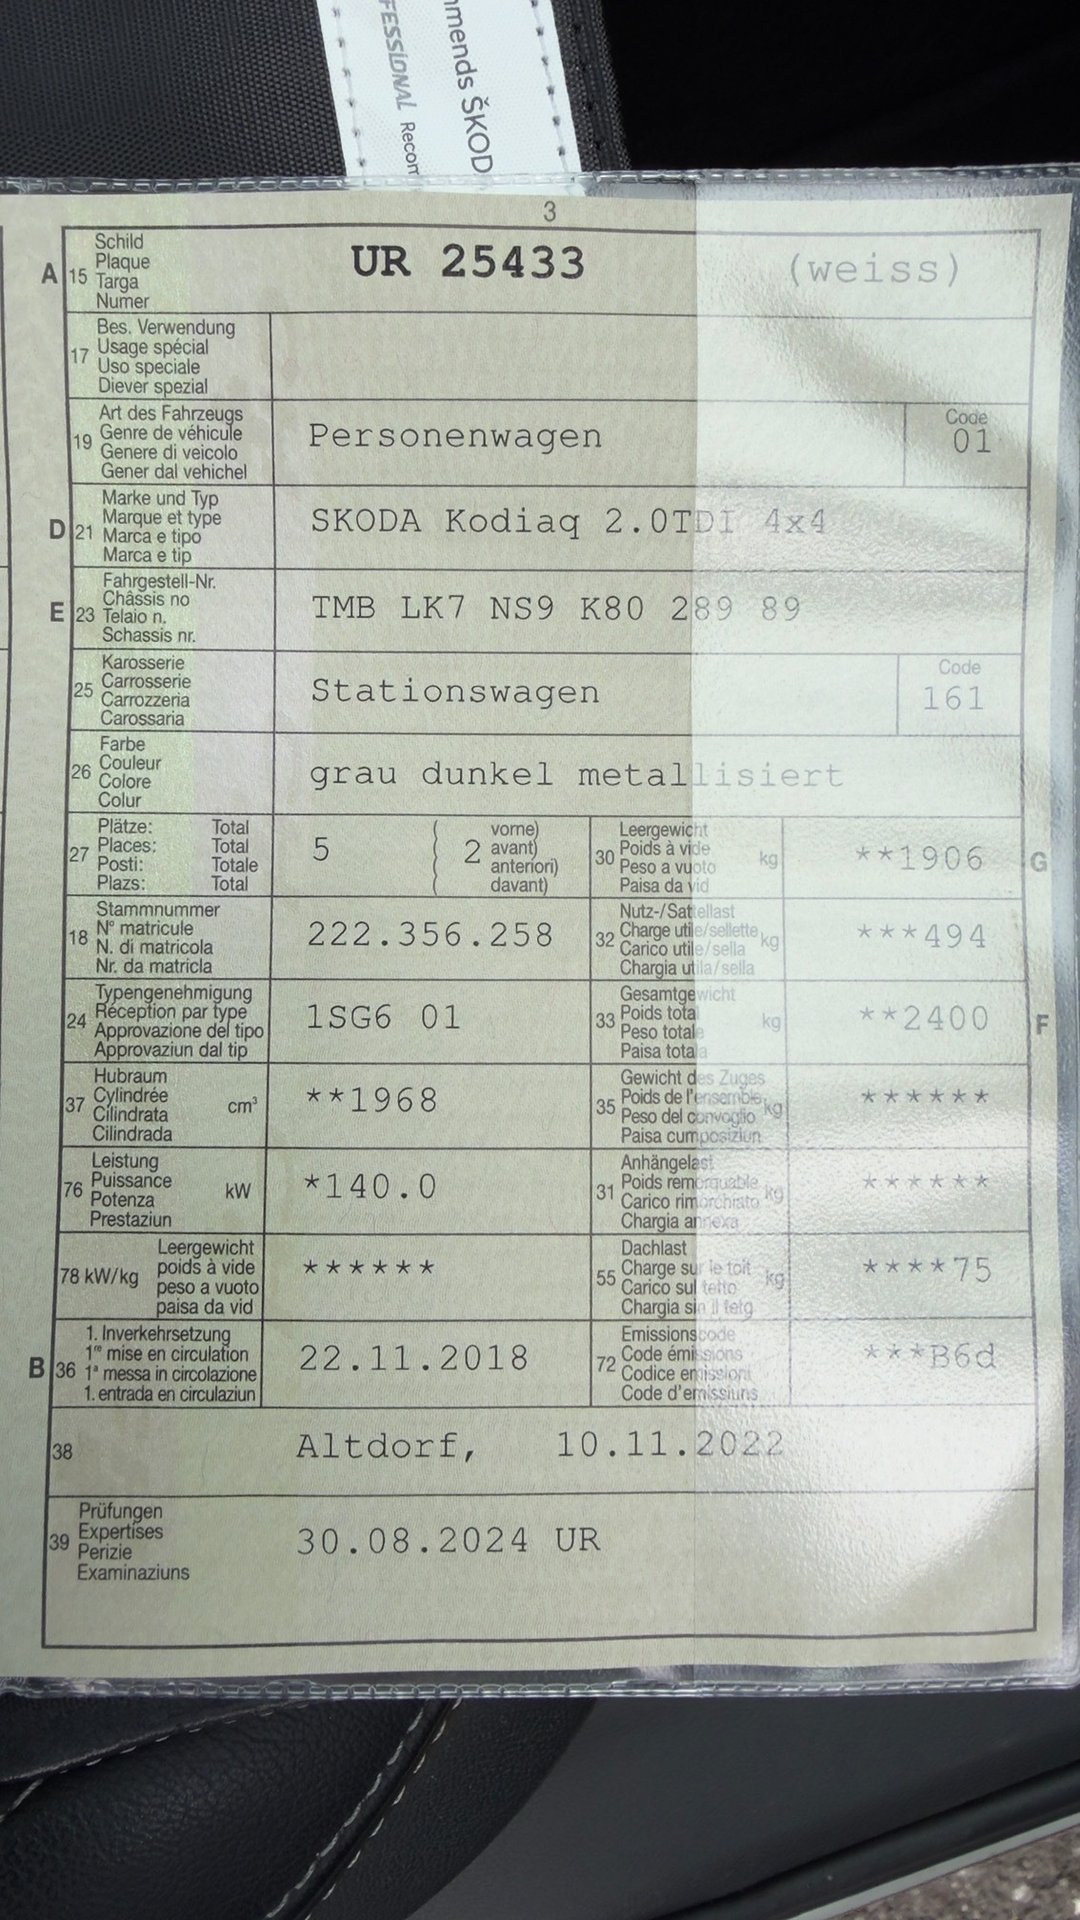 mmends ŠKOD
FESSIONAL Recom
3
A 15 Schild
Plaque
Targa
Numer
UR 25433 (weiss)
17 Bes. Verwendung
Usage spécial
Uso speciale
Diever spezial
19 Art des Fahrzeugs
Genre de véhicule
Genere di veicolo
Gener dal vehichel
Personenwagen
Code
01
D 21 Marke und Typ
Marque et type
Marca e tipo
Marca e tip
SKODA Kodiaq 2.0TDI 4x4
E 23 Fahrgestell-Nr.
Châssis no
Telaio n.
Schassis nr.
TMB LK7 NS9 K80 289 89
25 Karosserie
Carrosserie
Carrozzeria
Carossaria
Stationswagen
Code
161
26 Farbe
Couleur
Colore
Colur
grau dunkel metallisiert
27 Plätze: Total
Places: Total
Posti: Totale
Plazs: Total
5 ( 2 vorne)
avant)
anteriori)
davant)
30 Leergewicht
Poids à vide
Peso a vuoto
Paisa da vid
kg
**1906
G
18 Stammnummer
N° matricule
N. di matricola
Nr. da matricla
222.356.258
32 Nutz-/Sattellast
Charge utile/sellette
Carico utile/sella
Chargia utila/sella
kg
***494
24 Typengenehmigung
Réception par type
Approvazione del tipo
Approvaziun dal tip
1SG6 01
33 Gesamtgewicht
Poids total
Peso totale
Paisa totala
kg
**2400
F
37 Hubraum
Cylindrée
Cilindrata
Cilindrada
cm³
**1968
35 Gewicht des Zuges
Poids de l'ensemble
Peso del convoglio
Paisa cumposiziun
kg
******
76 Leistung
Puissance
Potenza
Prestaziun
kW
*140.0
31 Anhängelast
Poids remorquable
Carico rimorchiato
Chargia annexa
kg
******
78 kW/kg Leergewicht
poids à vide
peso a vuoto
paisa da vid
******
55 Dachlast
Charge sur le toit
Carico sul tetto
Chargia sin il tetg
kg
****75
B 36 1. Inverkehrsetzung
1re mise en circulation
1a messa in circolazione
1. entrada en circulaziun
22.11.2018
72 Emissionscode
Code émissions
Codice emissioni
Code d'emissiuns
***B6d
38 Altdorf, 10.11.2022
39 Prüfungen
Expertises
Perizie
Examinaziuns
30.08.2024 UR